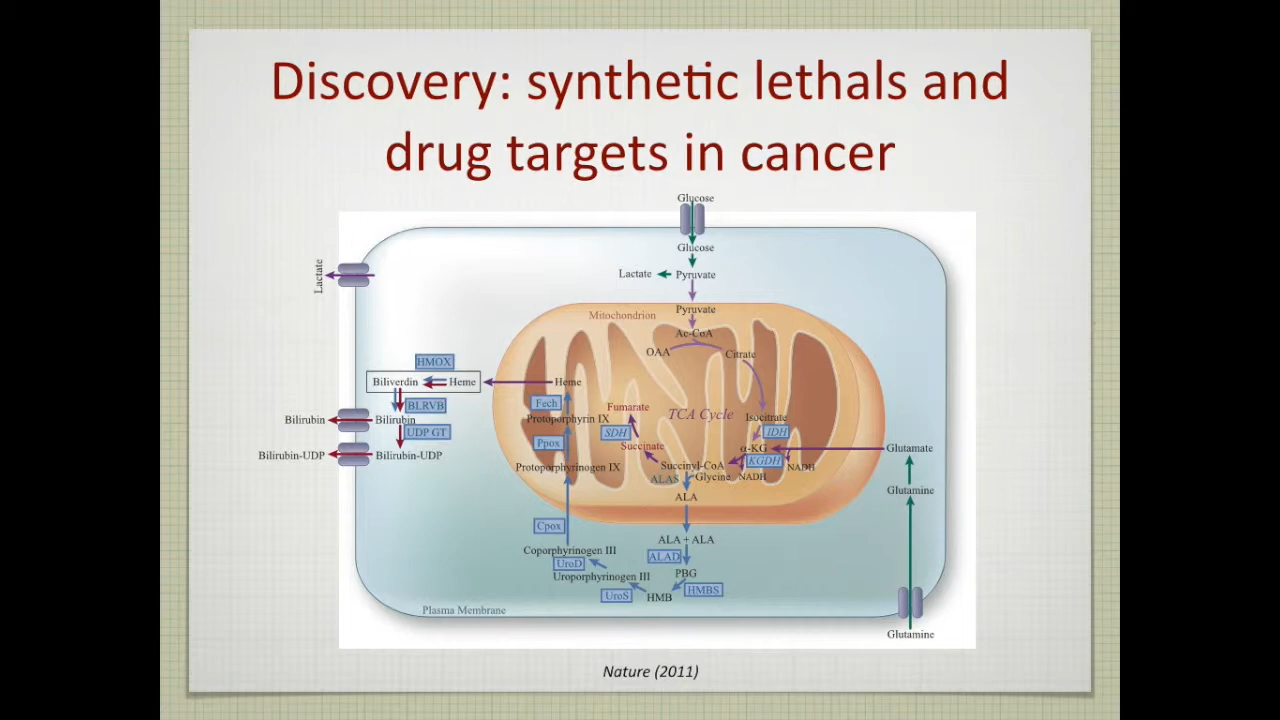 Discovery: synthetic lethals and
drug targets in cancer
Glucose
Glucose
Lactate
Lactate
Pyruvate
Pyruvate
Mitochondrion
Ac-CoA
OAA
Citrate
HMOX
Biliverdin
Heme
Heme
Fech
BLRVB
Fumarate
TCA Cycle
Isocitrate
Bilirubin
Bilirubin
Protoporphyrin IX
UDP GT
SDH
IDH
Ppox
Succinate
α-KG
Glutamate
Bilirubin-UDP
Bilirubin-UDP
KGDH
Protoporphyrinogen IX
Succinyl-CoA
NADH
ALAS
Glycine
NADH
Glutamine
ALA
Cpox
ALA + ALA
Coporphyrinogen III
ALAD
UroD
PBG
Uroporphyrinogen III
HMBS
UroS
HMB
Plasma Membrane
Glutamine
Nature (2011)